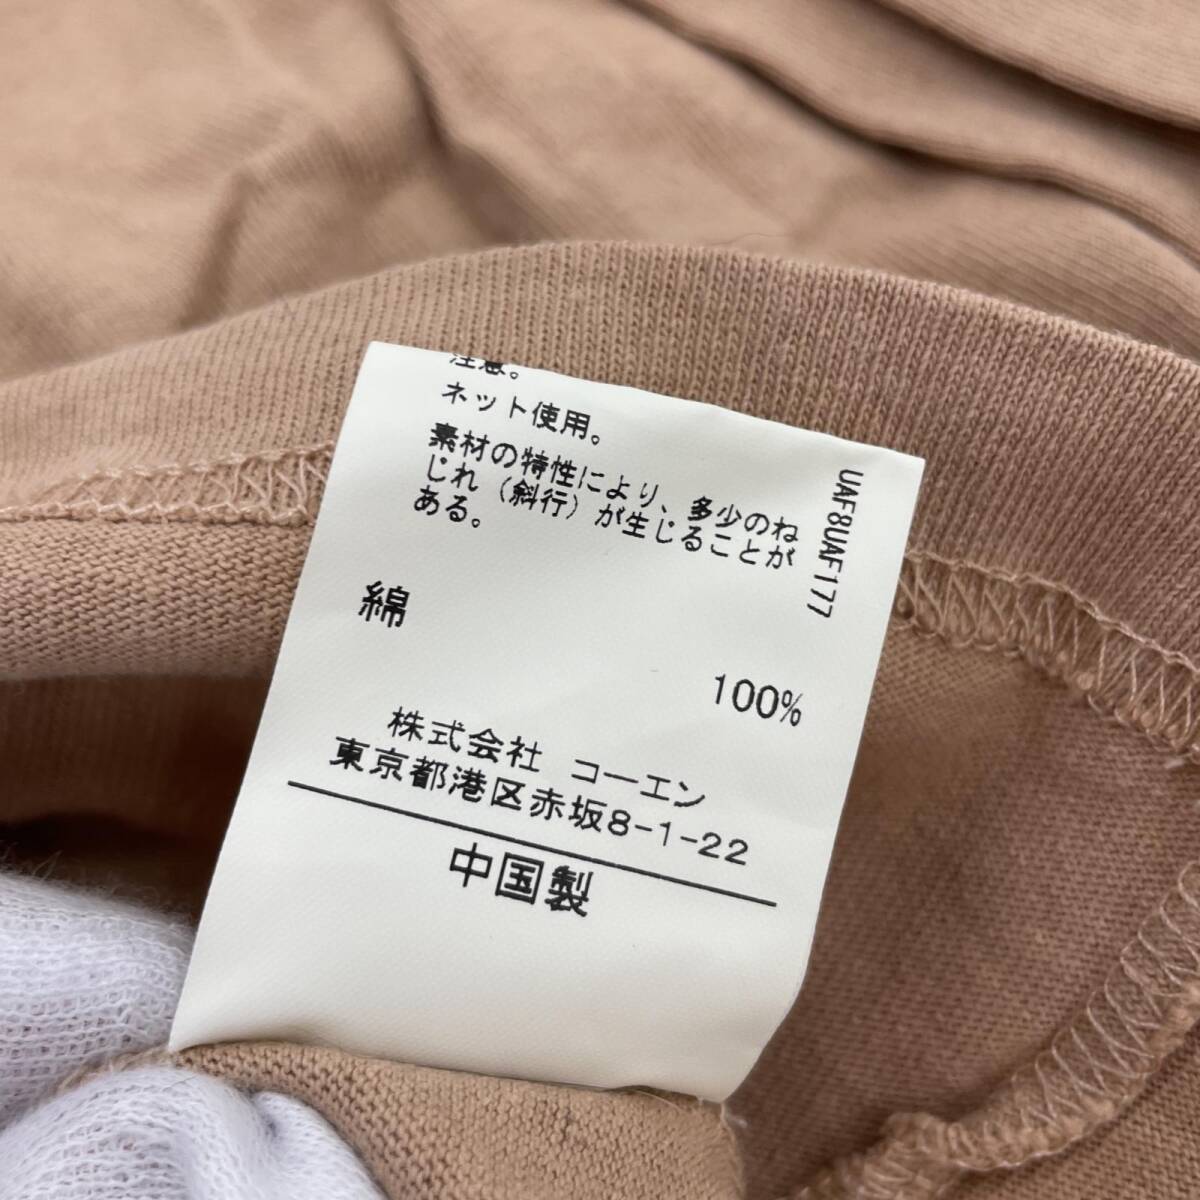 注意。
ネット使用。
素材の特性により、多少のね
じれ（斜行）が生じることが
ある。
UAF8UAF177
綿
100%
株式会社 コーエン
東京都港区赤坂8-1-22
中国製